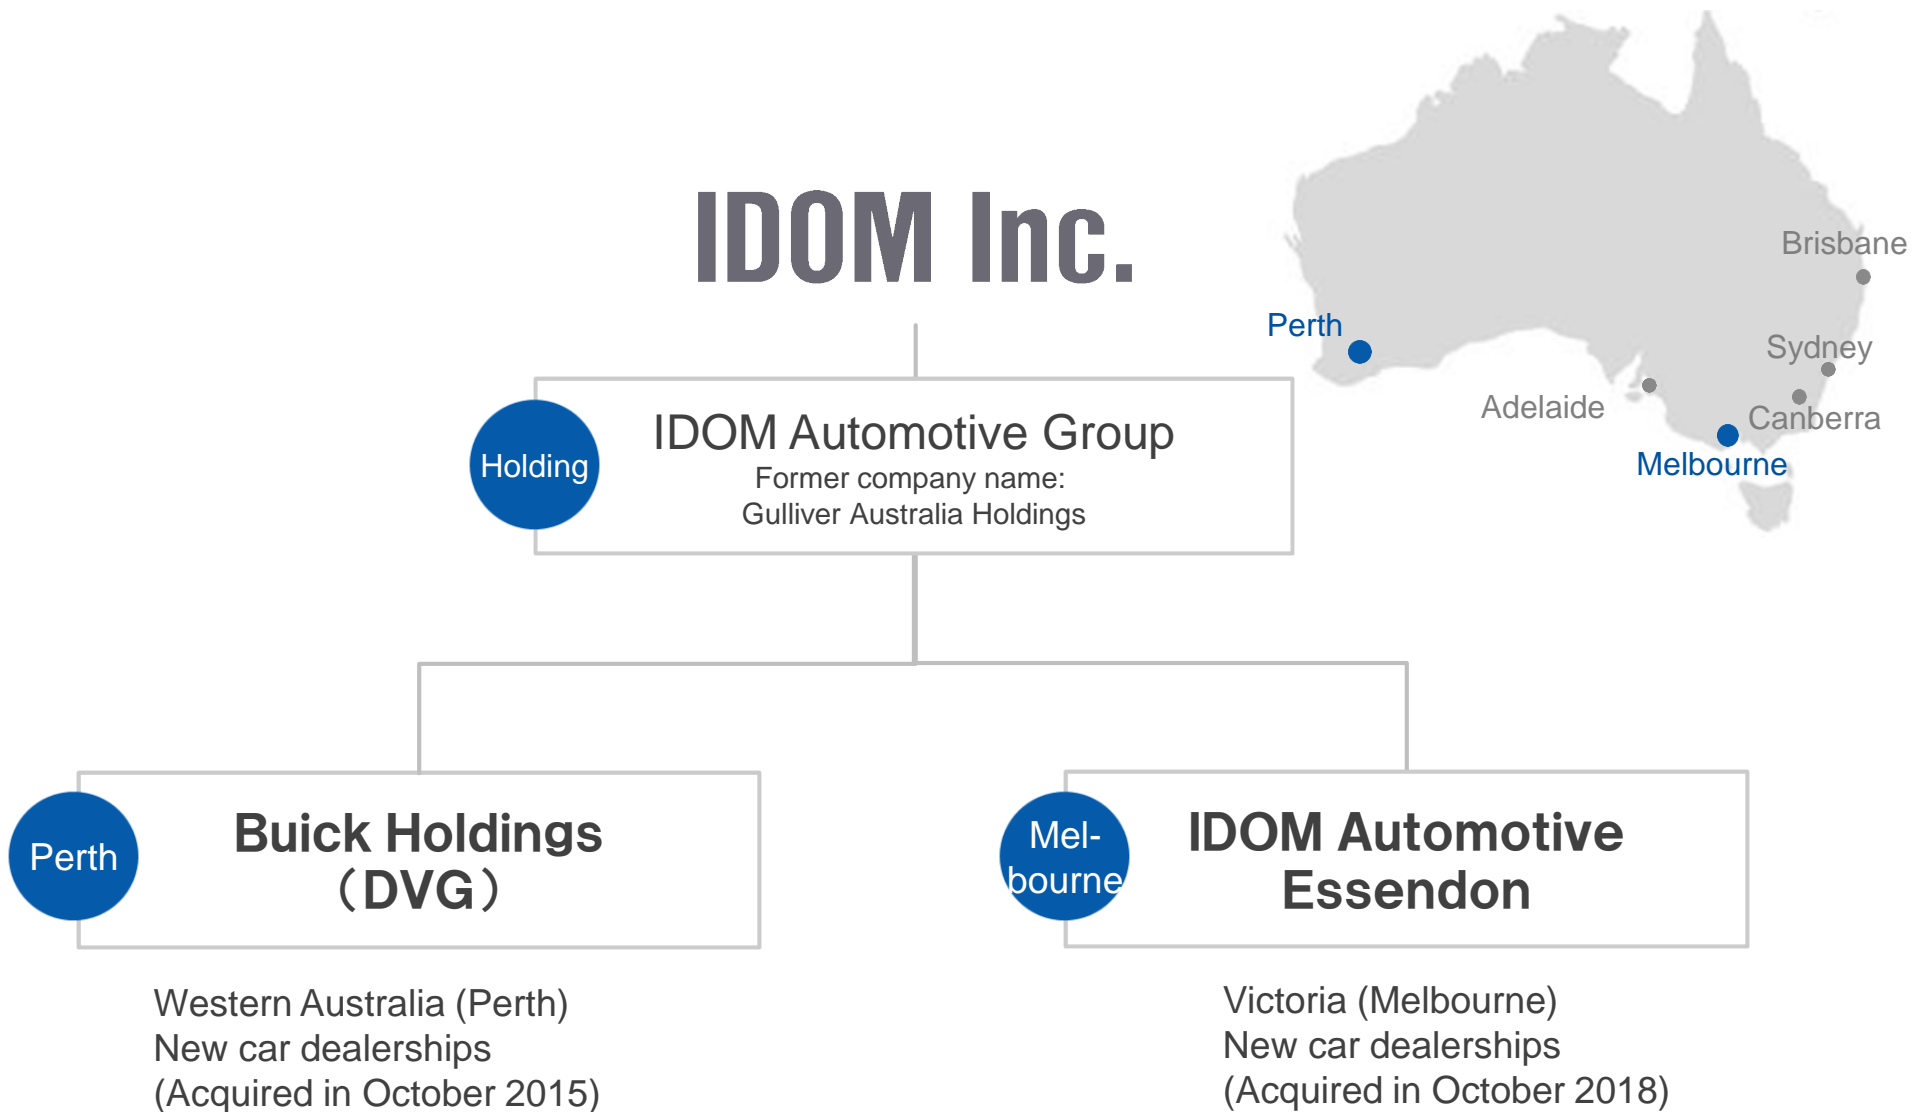 IDOM Inc.
Brisbane
Perth
Sydney
Adelaide
Canberra
Melbourne
Holding
IDOM Automotive Group
Former company name:
Gulliver Australia Holdings
Perth
Buick Holdings
（DVG）
Mel-
bourne
IDOM Automotive
Essendon
Western Australia (Perth)
New car dealerships
(Acquired in October 2015)
Victoria (Melbourne)
New car dealerships
(Acquired in October 2018)